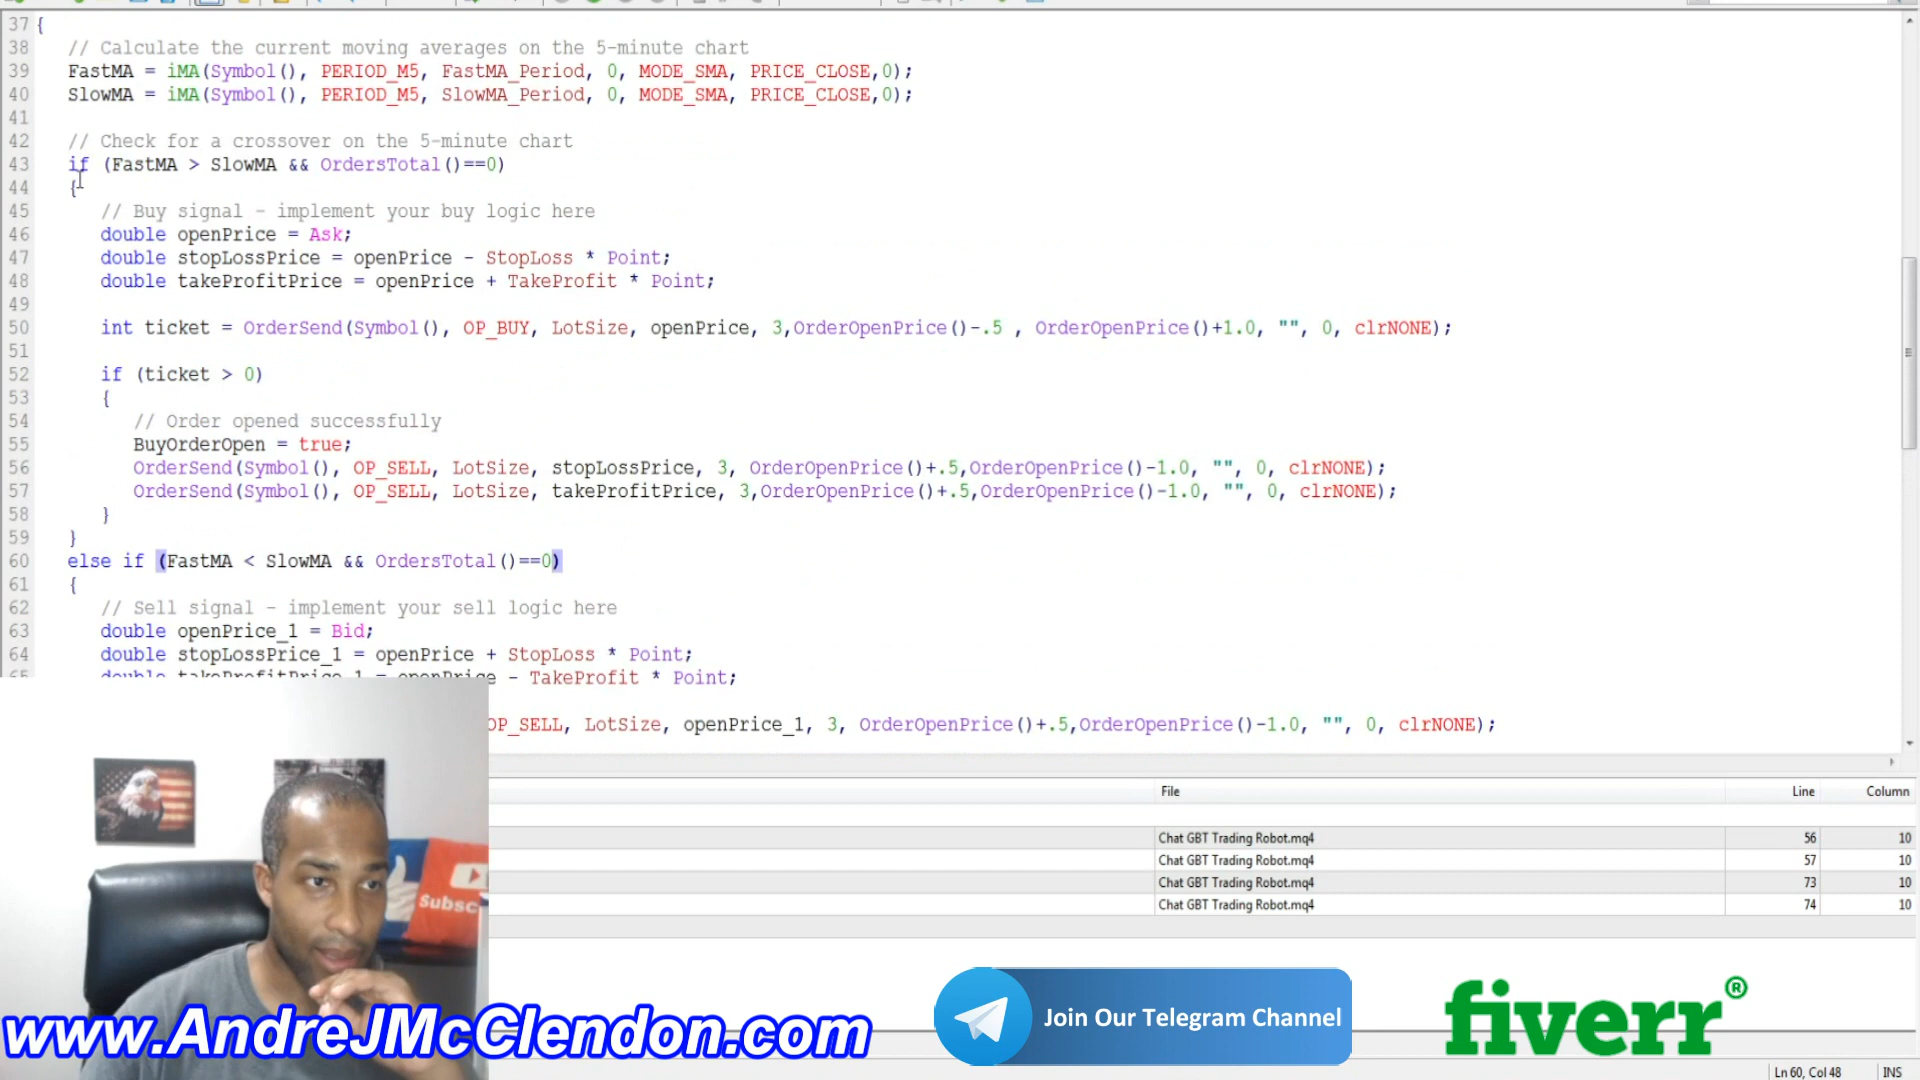 37 {
38 // Calculate the current moving averages on the 5-minute chart
39 FastMA = iMA(Symbol(), PERIOD_M5, FastMA_Period, 0, MODE_SMA, PRICE_CLOSE,0);
40 SlowMA = iMA(Symbol(), PERIOD_M5, SlowMA_Period, 0, MODE_SMA, PRICE_CLOSE,0);
41
42 // Check for a crossover on the 5-minute chart
43 if (FastMA > SlowMA && OrdersTotal()==0)
44 {
45 // Buy signal - implement your buy logic here
46 double openPrice = Ask;
47 double stopLossPrice = openPrice - StopLoss * Point;
48 double takeProfitPrice = openPrice + TakeProfit * Point;
49
50 int ticket = OrderSend(Symbol(), OP_BUY, LotSize, openPrice, 3,OrderOpenPrice()-.5 , OrderOpenPrice()+1.0, "", 0, clrNONE);
51
52 if (ticket > 0)
53 {
54 // Order opened successfully
55 BuyOrderOpen = true;
56 OrderSend(Symbol(), OP_SELL, LotSize, stopLossPrice, 3, OrderOpenPrice()+.5,OrderOpenPrice()-1.0, "", 0, clrNONE);
57 OrderSend(Symbol(), OP_SELL, LotSize, takeProfitPrice, 3,OrderOpenPrice()+.5,OrderOpenPrice()-1.0, "", 0, clrNONE);
58 }
59 }
60 else if (FastMA < SlowMA && OrdersTotal()==0)
61 {
62 // Sell signal - implement your sell logic here
63 double openPrice_1 = Bid;
64 double stopLossPrice_1 = openPrice + StopLoss * Point;
65 double takeProfitPrice_1 = openPrice - TakeProfit * Point;
OP_SELL, LotSize, openPrice_1, 3, OrderOpenPrice()+.5,OrderOpenPrice()-1.0, "", 0, clrNONE);
File Line Column
Chat GBT Trading Robot.mq4 56 10
Chat GBT Trading Robot.mq4 57 10
Chat GBT Trading Robot.mq4 73 10
Chat GBT Trading Robot.mq4 74 10
Subsc
www.AndreJMcClendon.com
Join Our Telegram Channel
fiverr®
Ln 60, Col 48 INS